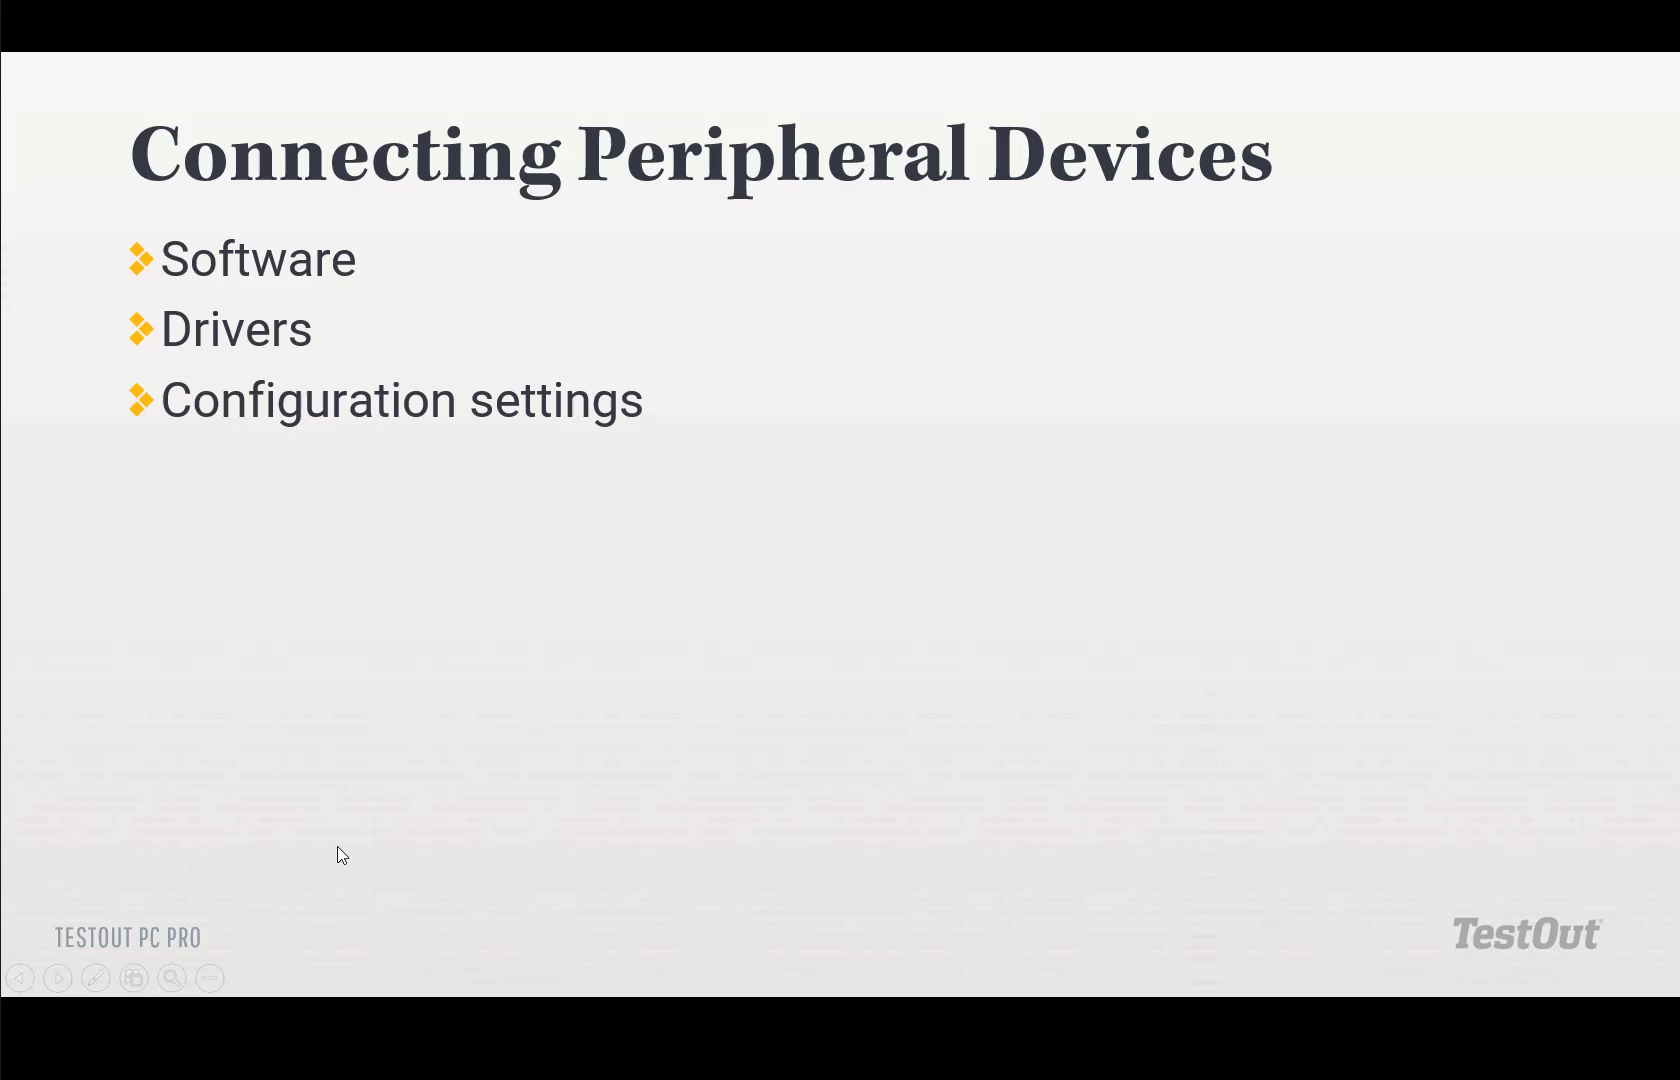 Connecting Peripheral Devices
Software
Drivers
Configuration settings
TESTOUT PC PRO
TestOut